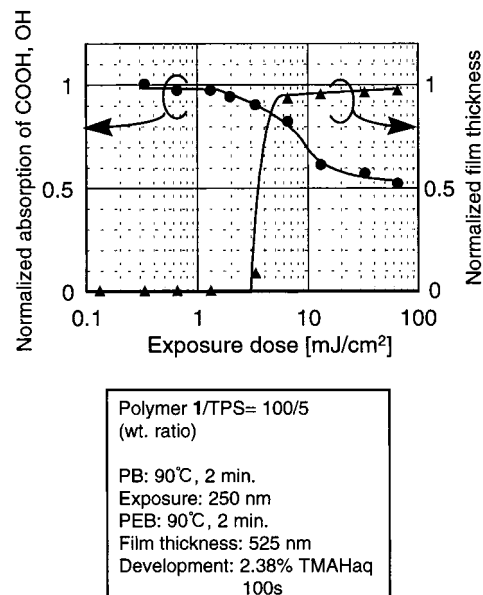 Normalized absorption of COOH, OH
Normalized film thickness
1
0.5
0
1
0.5
0
0.1
1
10
100
Exposure dose [mJ/cm²]
Polymer 1/TPS= 100/5
(wt. ratio)
PB: 90℃, 2 min.
Exposure: 250 nm
PEB: 90℃, 2 min.
Film thickness: 525 nm
Development: 2.38% TMAHaq
100s